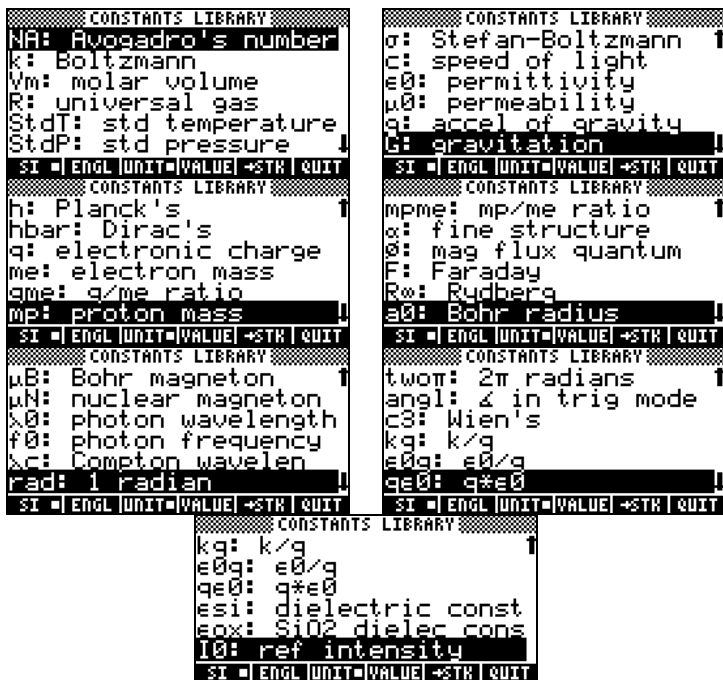 CONSTANTS LIBRARY
NA: Avogadro's number
k: Boltzmann
Vm: molar volume
R: universal gas
StdT: std temperature
StdP: std pressure
SI ▪ ENGL UNIT▪ VALUE →STK QUIT
CONSTANTS LIBRARY
σ: Stefan-Boltzmann
c: speed of light
ε0: permittivity
μ0: permeability
g: accel of gravity
G: gravitation
SI ▪ ENGL UNIT▪ VALUE →STK QUIT
CONSTANTS LIBRARY
h: Planck's
hbar: Dirac's
q: electronic charge
me: electron mass
qme: q/me ratio
mp: proton mass
SI ▪ ENGL UNIT▪ VALUE →STK QUIT
CONSTANTS LIBRARY
mpme: mp/me ratio
α: fine structure
ø: mag flux quantum
F: Faraday
R∞: Rydberg
a0: Bohr radius
SI ▪ ENGL UNIT▪ VALUE →STK QUIT
CONSTANTS LIBRARY
μB: Bohr magneton
μN: nuclear magneton
λ0: photon wavelength
f0: photon frequency
λc: Compton wavelen
rad: 1 radian
SI ▪ ENGL UNIT▪ VALUE →STK QUIT
CONSTANTS LIBRARY
twoπ: 2π radians
angl: ∡ in trig mode
c3: Wien's
kq: k/q
ε0q: ε0/q
qε0: q*ε0
SI ▪ ENGL UNIT▪ VALUE →STK QUIT
CONSTANTS LIBRARY
kq: k/q
ε0q: ε0/q
qε0: q*ε0
εsi: dielectric const
εox: SiO2 dielec cons
I0: ref intensity
SI ▪ ENGL UNIT▪ VALUE →STK QUIT